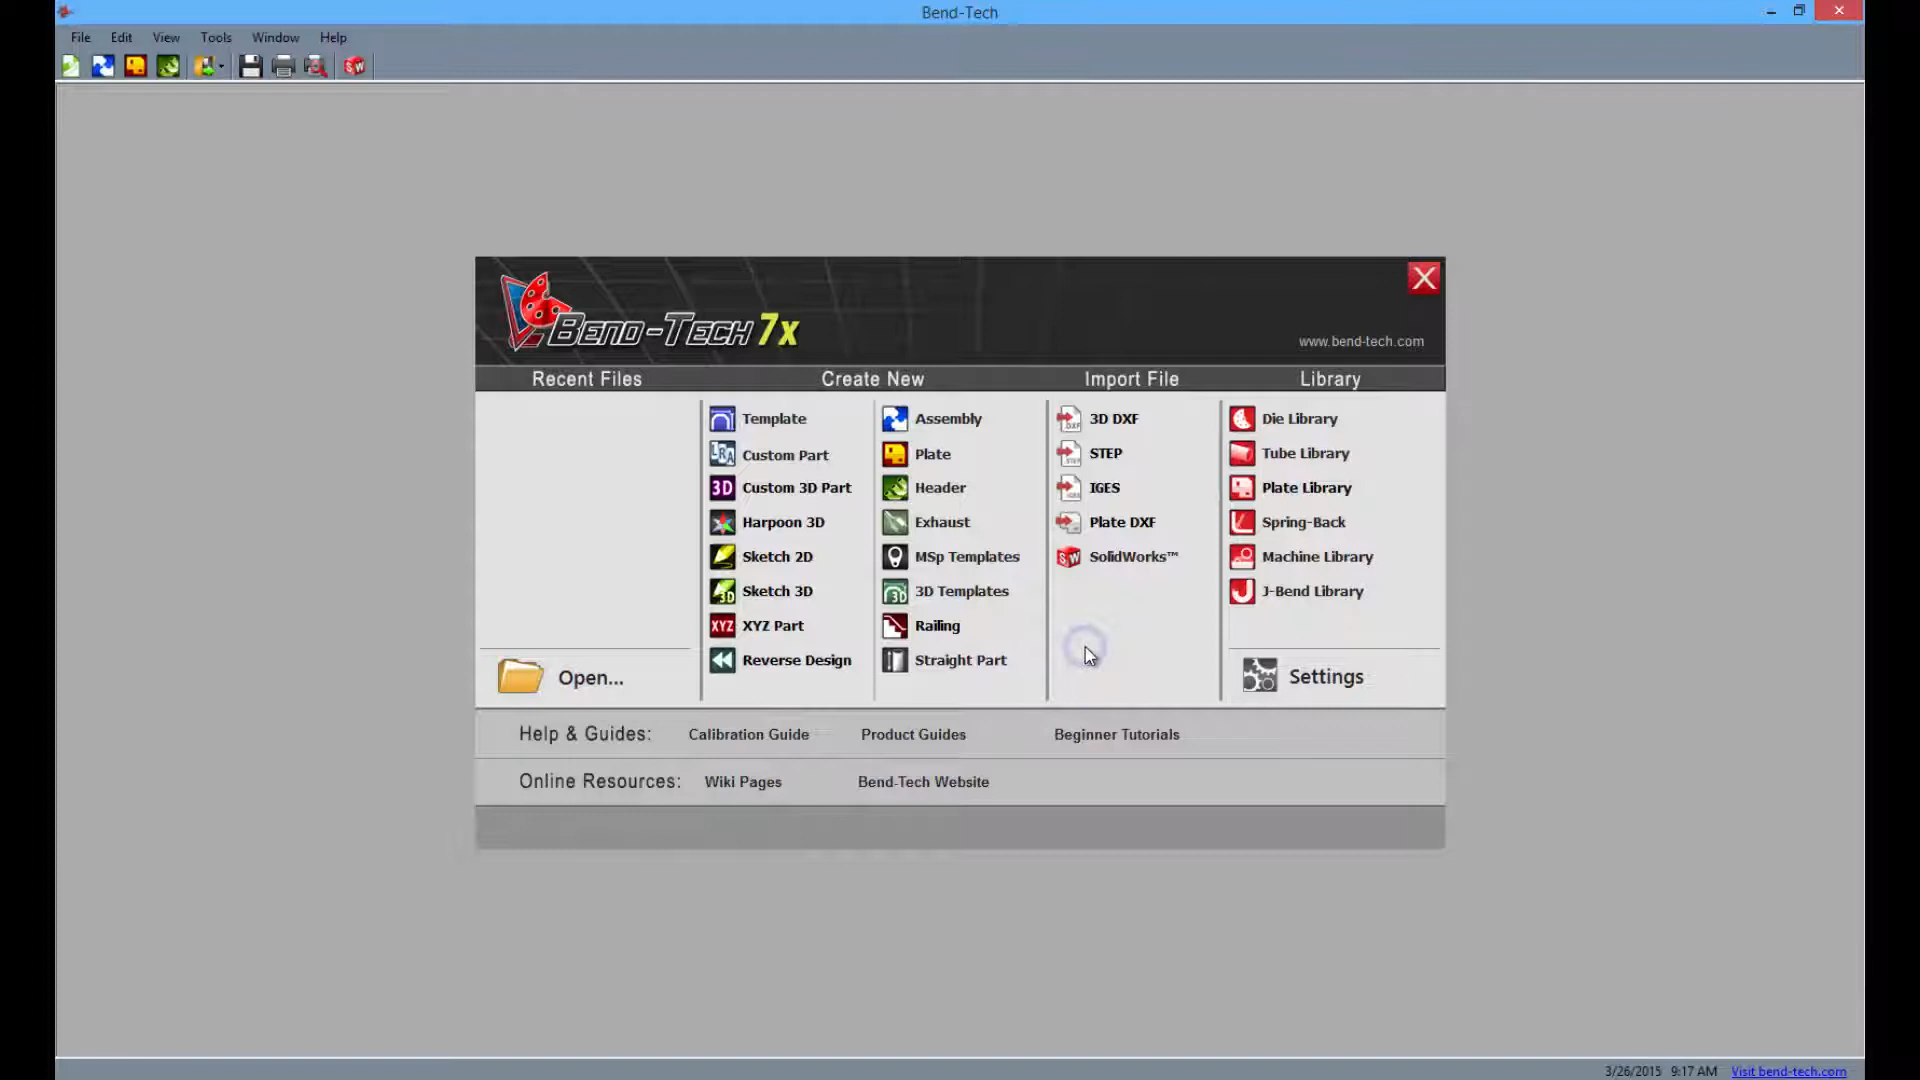 Bend-Tech
File Edit View Tools Window Help
BEND-TECH 7x
www.bend-tech.com
Recent Files Create New Import File Library
Template Assembly 3D DXF Die Library
Custom Part Plate STEP Tube Library
Custom 3D Part Header IGES Plate Library
Harpoon 3D Exhaust Plate DXF Spring-Back
Sketch 2D MSp Templates SolidWorks™ Machine Library
Sketch 3D 3D Templates J-Bend Library
XYZ Part Railing
Reverse Design Straight Part
Open... Settings
Help & Guides: Calibration Guide Product Guides Beginner Tutorials
Online Resources: Wiki Pages Bend-Tech Website
3/26/2015 9:17 AM Visit bend-tech.com